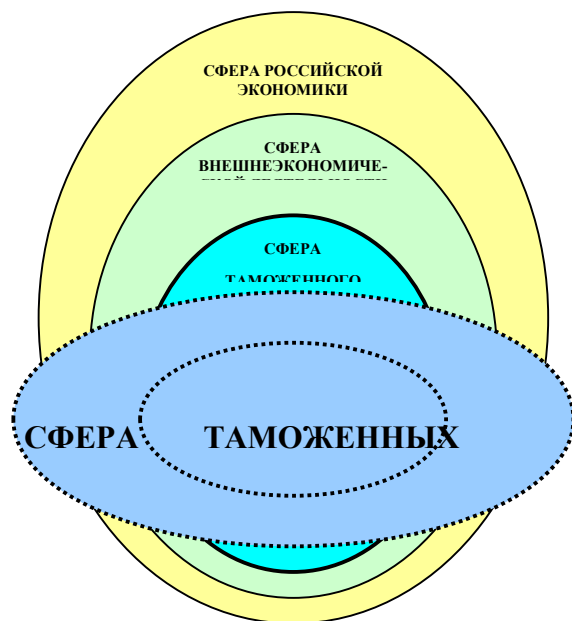 СФЕРА РОССИЙСКОЙ
ЭКОНОМИКИ
СФЕРА
ВНЕШНЕЭКОНОМИЧЕ-
СФЕРА
ТАМОЖЕННОГО
СФЕРА ТАМОЖЕННЫХ